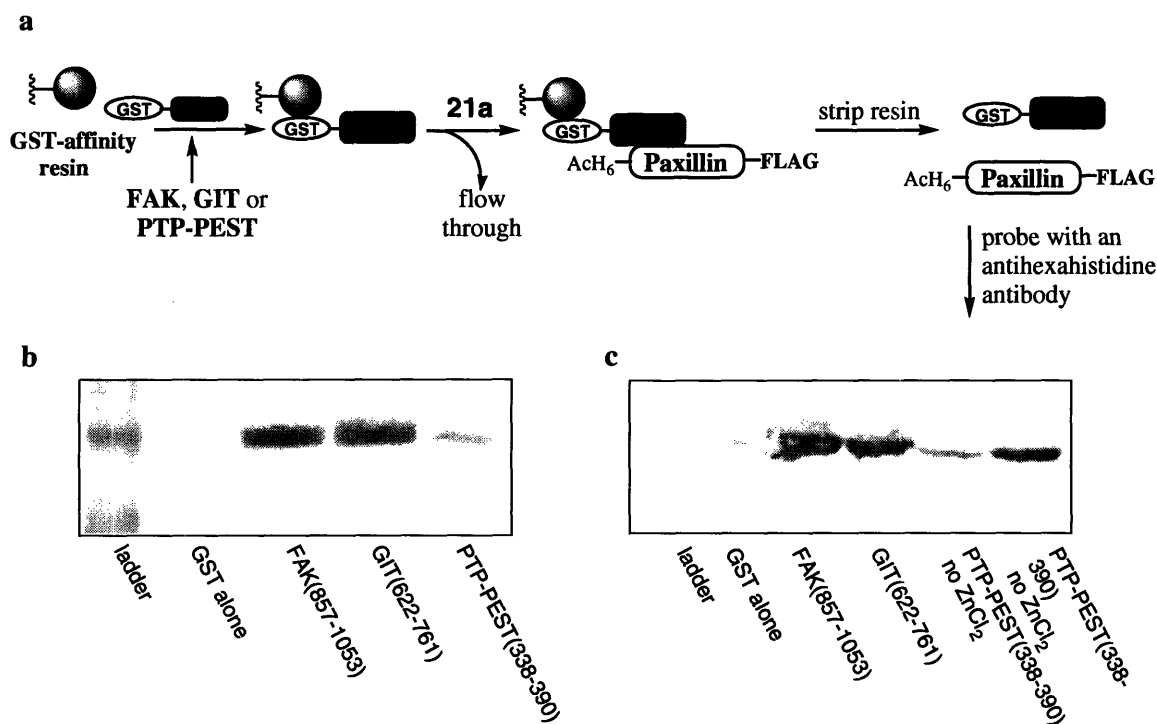 a
GST
GST-affinity
resin
FAK, GIT or
PTP-PEST
GST
21a
flow
through
GST
AcH6
Paxillin
FLAG
strip resin
GST
AcH6
Paxillin
FLAG
probe with an
antihexahistidine
antibody
b
ladder
GST alone
FAK(857-1053)
GIT(622-761)
PTP-PEST(338-390)
c
ladder
GST alone
FAK(857-1053)
GIT(622-761)
PTP-PEST(338-390)
no ZnCl2
PTP-PEST(338-
390)
no ZnCl2